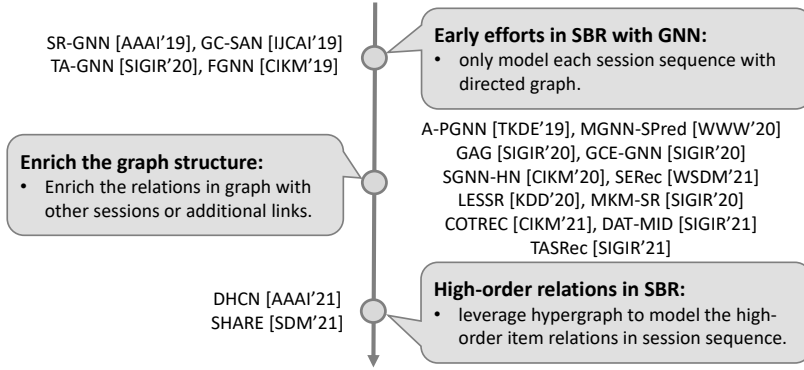 SR-GNN [AAAI’19], GC-SAN [IJCAI’19]
TA-GNN [SIGIR’20], FGNN [CIKM’19]
Early efforts in SBR with GNN:
• only model each session sequence with
directed graph.
Enrich the graph structure:
• Enrich the relations in graph with
other sessions or additional links.
A-PGNN [TKDE’19], MGNN-SPred [WWW’20]
GAG [SIGIR’20], GCE-GNN [SIGIR’20]
SGNN-HN [CIKM’20], SERec [WSDM’21]
LESSR [KDD’20], MKM-SR [SIGIR’20]
COTREC [CIKM’21], DAT-MID [SIGIR’21]
TASRec [SIGIR’21]
DHCN [AAAI’21]
SHARE [SDM’21]
High-order relations in SBR:
• leverage hypergraph to model the high-
order item relations in session sequence.